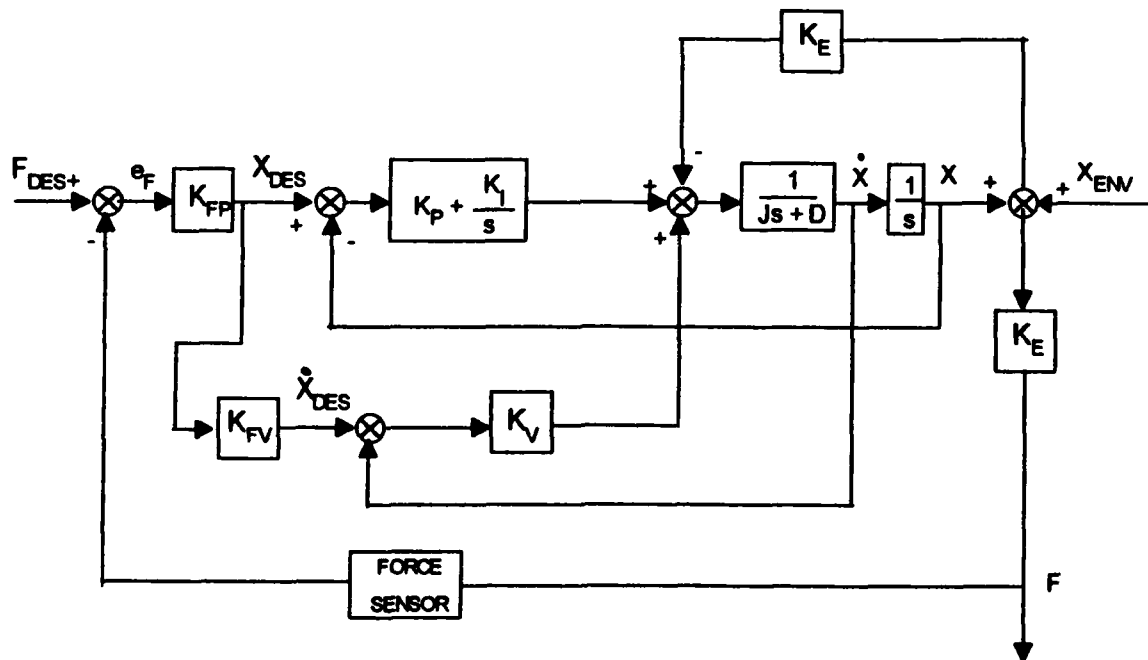 K_E
F_DES +
e_F
K_FP
X_DES
K_P + K_I / s
1 / (Js + D)
Ẋ
1 / s
X
X_ENV
+
-
+
-
-
+
+
+
+
K_E
K_FV
Ẋ_DES
K_V
FORCE
SENSOR
F